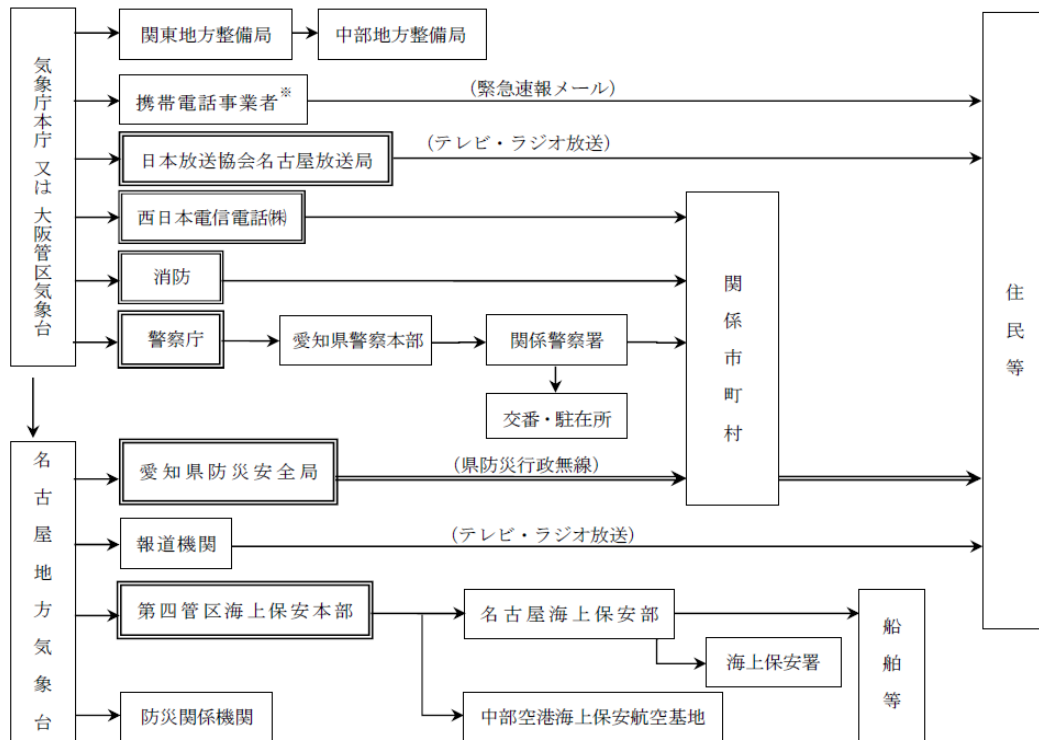 気象庁本庁 又は 大阪管区気象台
関東地方整備局
中部地方整備局
携帯電話事業者※
(緊急速報メール)
日本放送協会名古屋放送局
(テレビ・ラジオ放送)
西日本電信電話㈱
消防
警察庁
愛知県警察本部
関係警察署
交番・駐在所
関係市町村
住民等
名古屋地方気象台
愛知県防災安全局
(県防災行政無線)
報道機関
(テレビ・ラジオ放送)
第四管区海上保安本部
名古屋海上保安部
海上保安署
船舶等
防災関係機関
中部空港海上保安航空基地